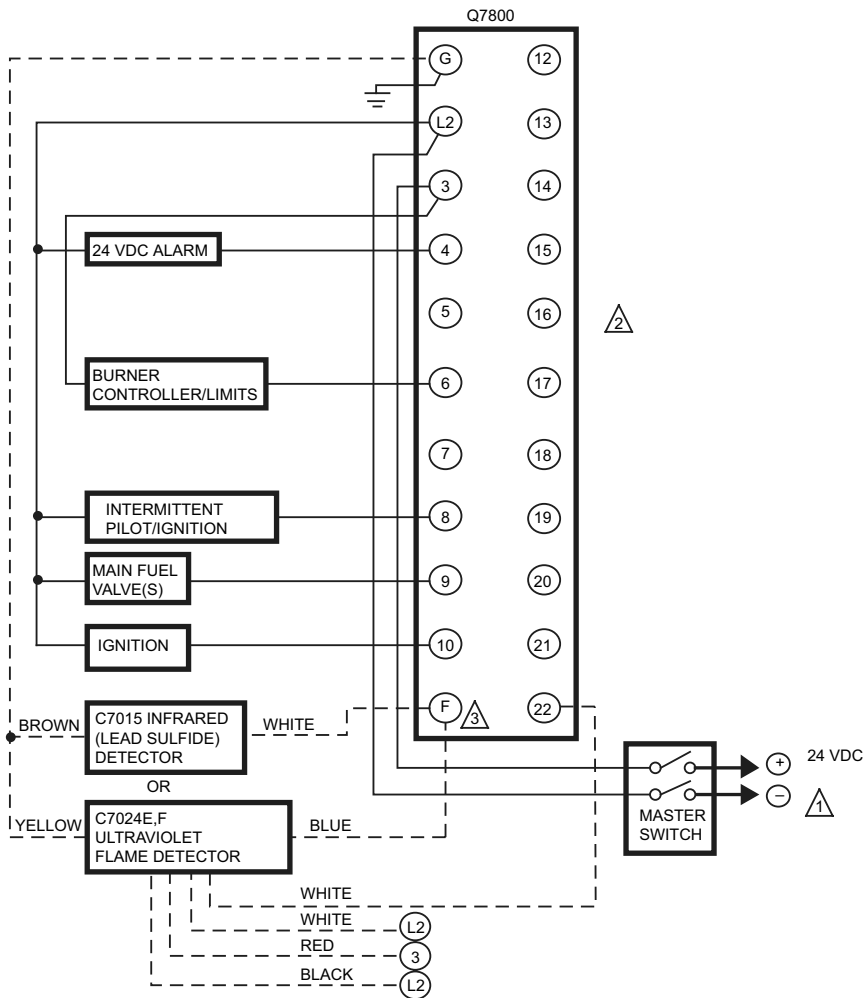 Q7800
G 12
L2 13
3 14
24 VDC ALARM 4 15
5 16 2
BURNER
CONTROLLER/LIMITS 6 17
7 18
INTERMITTENT
PILOT/IGNITION 8 19
MAIN FUEL
VALVE(S) 9 20
IGNITION 10 21
F 3 22
BROWN C7015 INFRARED
(LEAD SULFIDE)
DETECTOR WHITE
OR
YELLOW C7024E,F
ULTRAVIOLET
FLAME DETECTOR BLUE
MASTER
SWITCH
+ 24 VDC
– 1
WHITE
WHITE L2
RED 3
BLACK L2